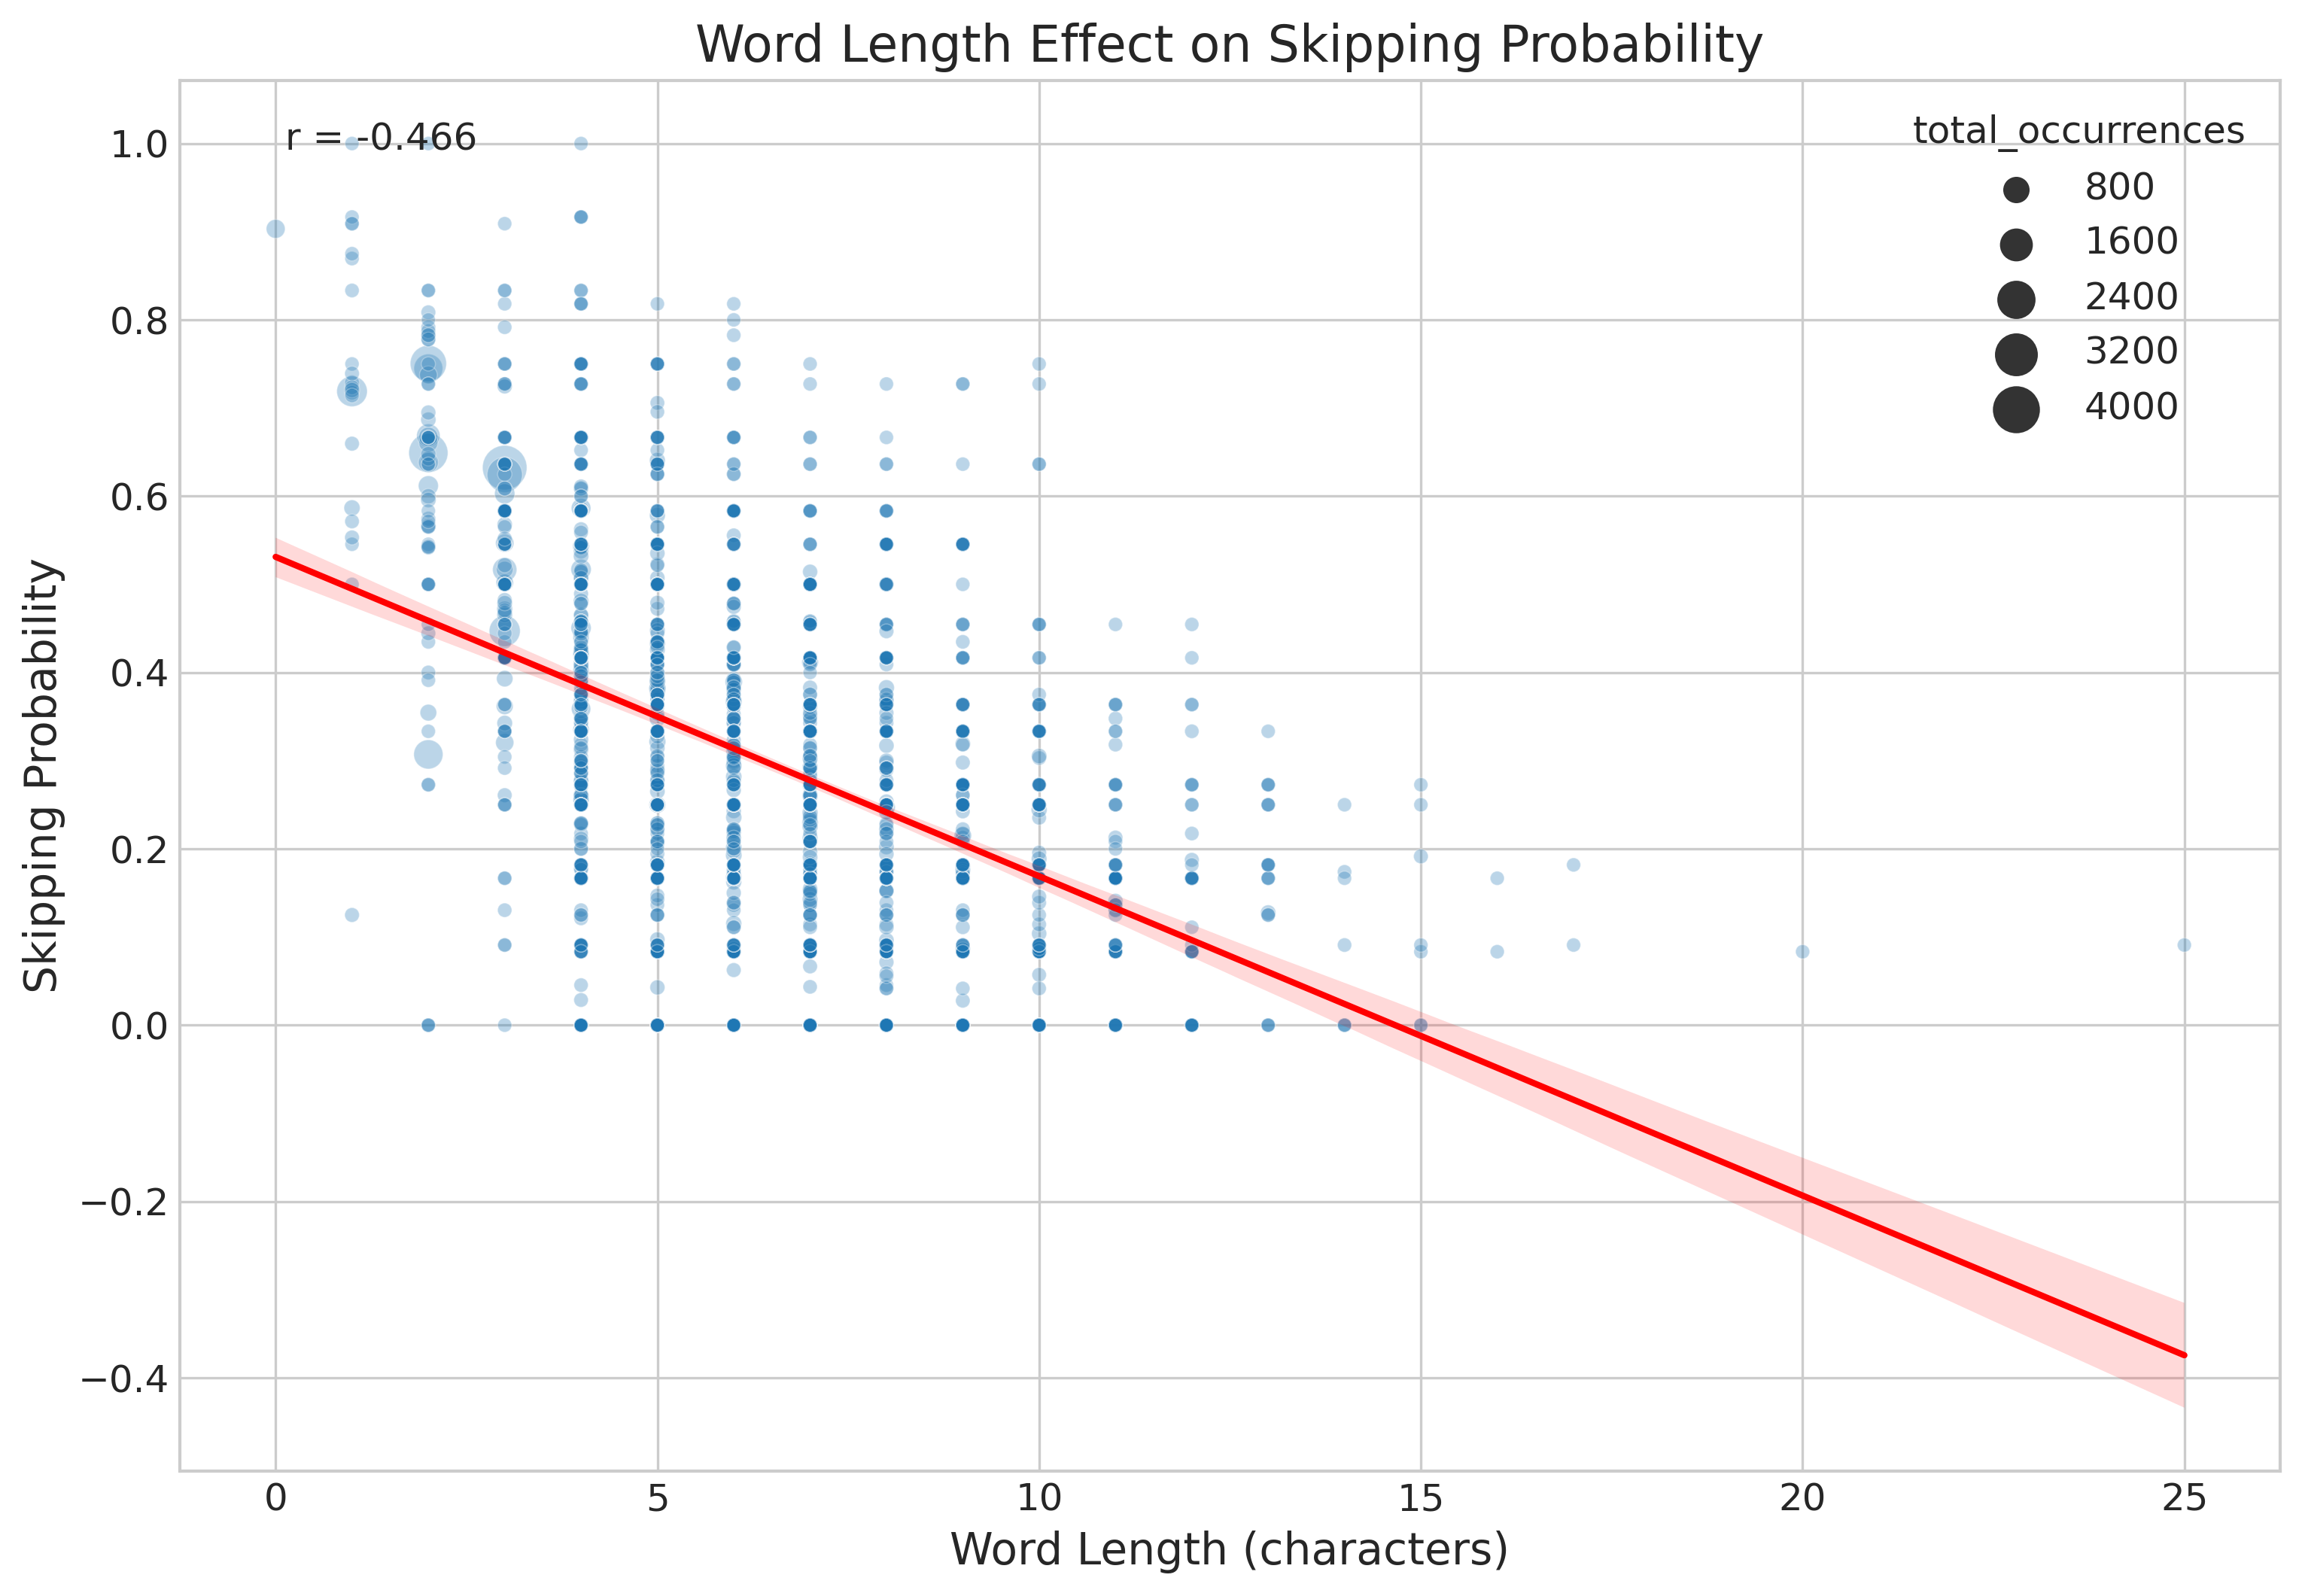 Word Length Effect on Skipping Probability
r = -0.466
total_occurrences
800
1600
2400
3200
4000
Skipping Probability
1.0
0.8
0.6
0.4
0.2
0.0
−0.2
−0.4
0 5 10 15 20 25
Word Length (characters)